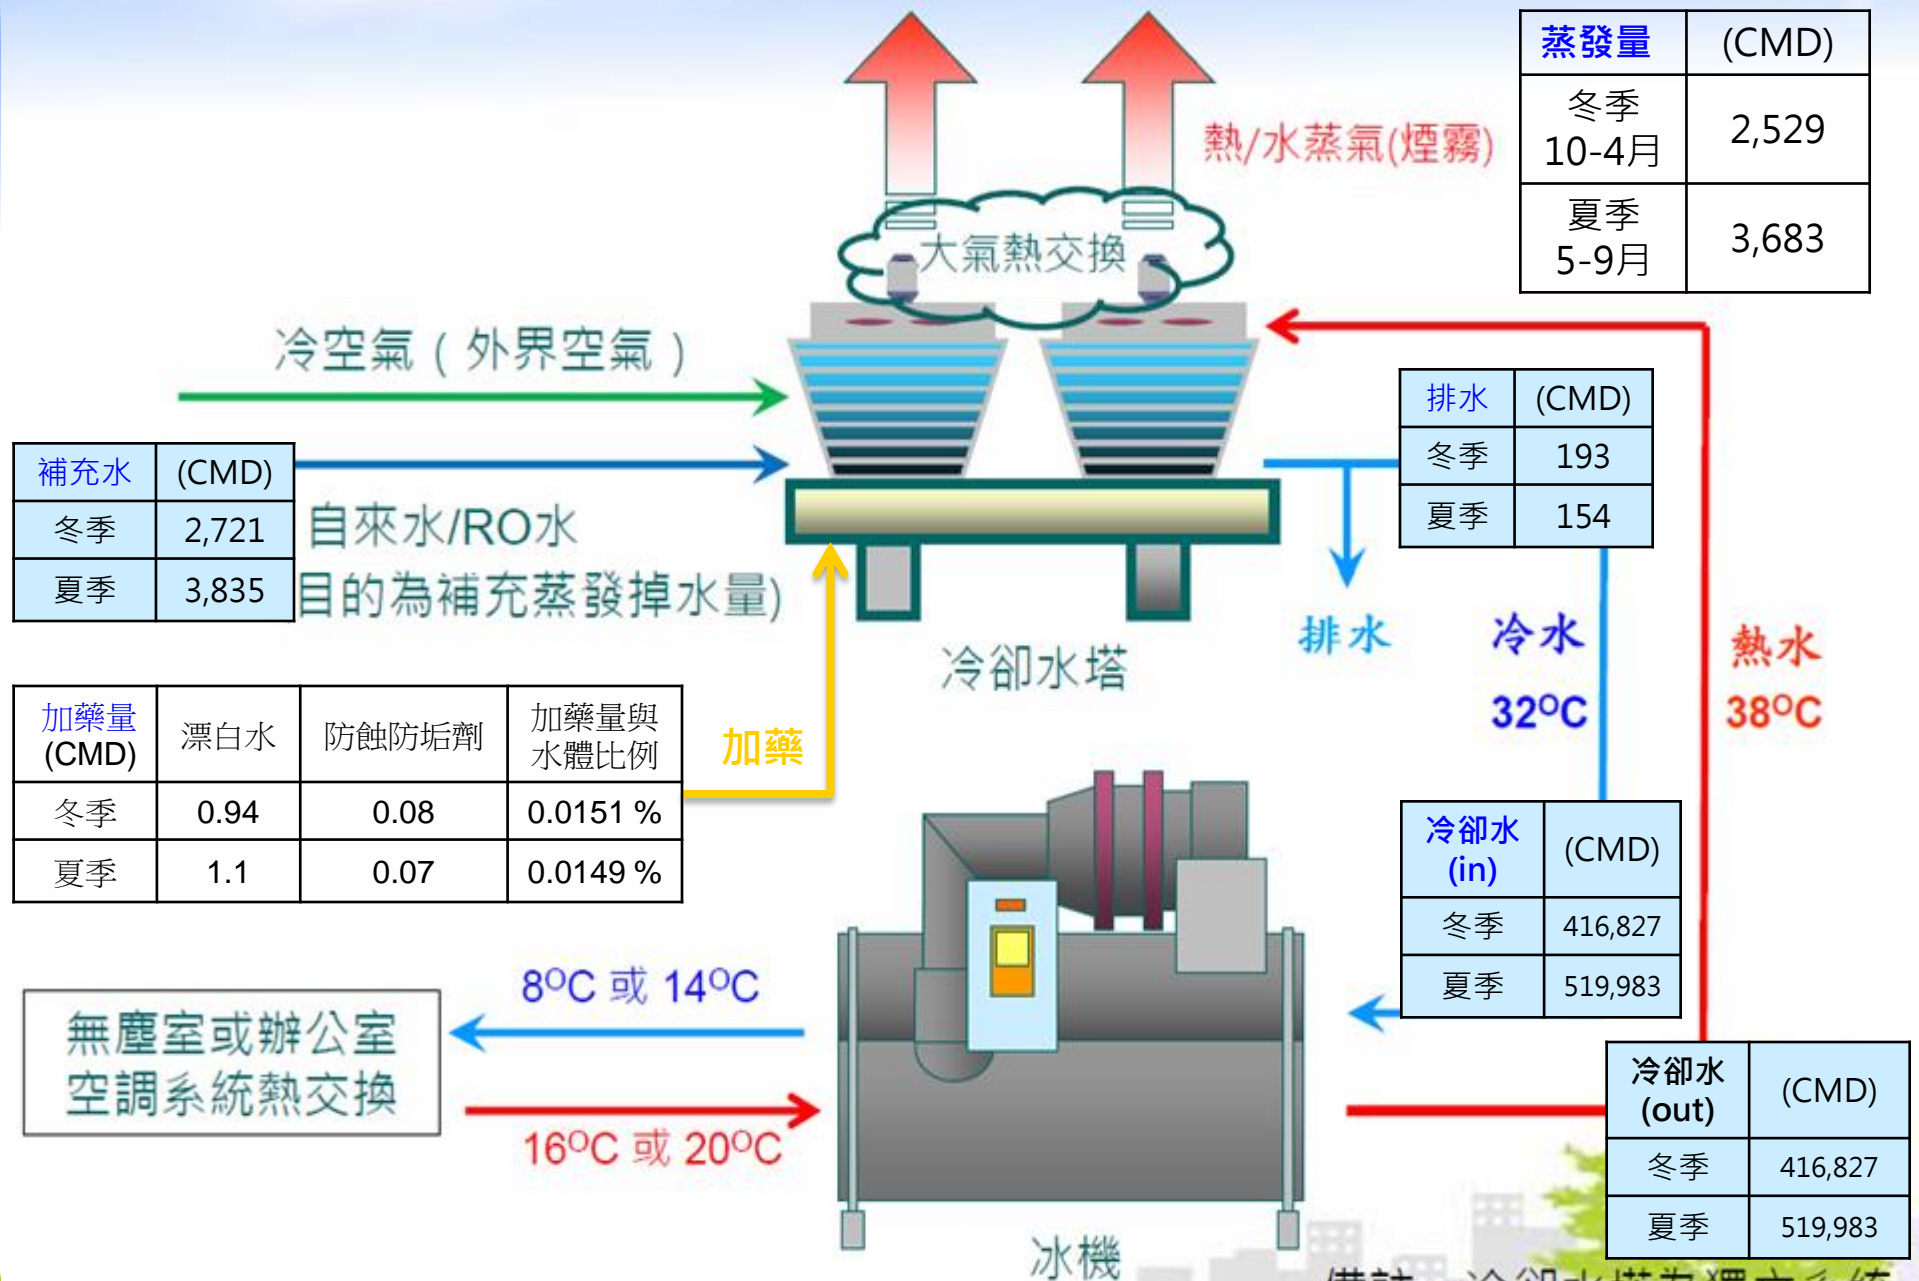 蒸發量 (CMD)
冬季
10-4月 2,529
夏季
5-9月 3,683
熱/水蒸氣(煙霧)
大氣熱交換
冷空氣 ( 外界空氣 )
補充水 (CMD)
冬季 2,721
夏季 3,835
自來水/RO水
目的為補充蒸發掉水量)
排水 (CMD)
冬季 193
夏季 154
排水
冷水
32OC
熱水
38OC
冷卻水塔
加藥量
(CMD) 漂白水 防蝕防垢劑 加藥量與
水體比例
冬季 0.94 0.08 0.0151 %
夏季 1.1 0.07 0.0149 %
加藥
冷卻水
(in) (CMD)
冬季 416,827
夏季 519,983
8OC 或 14OC
無塵室或辦公室
空調系統熱交換
16OC 或 20OC
冷卻水
(out) (CMD)
冬季 416,827
夏季 519,983
冰機